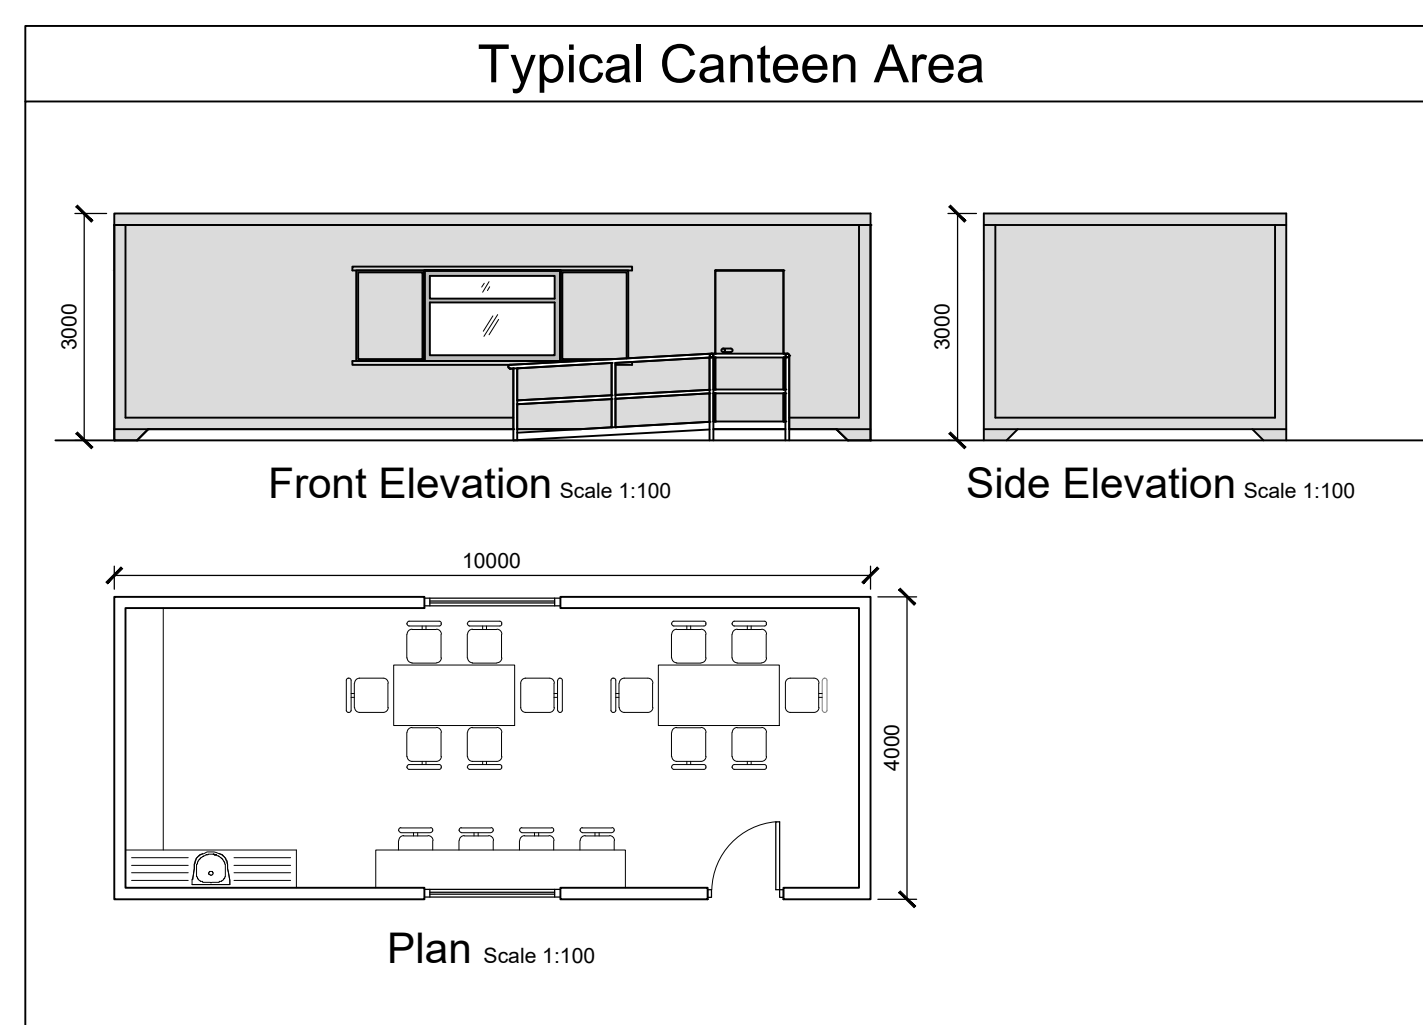 Typical Canteen Area
3000
3000
Front Elevation Scale 1:100
Side Elevation Scale 1:100
10000
4000
Plan Scale 1:100